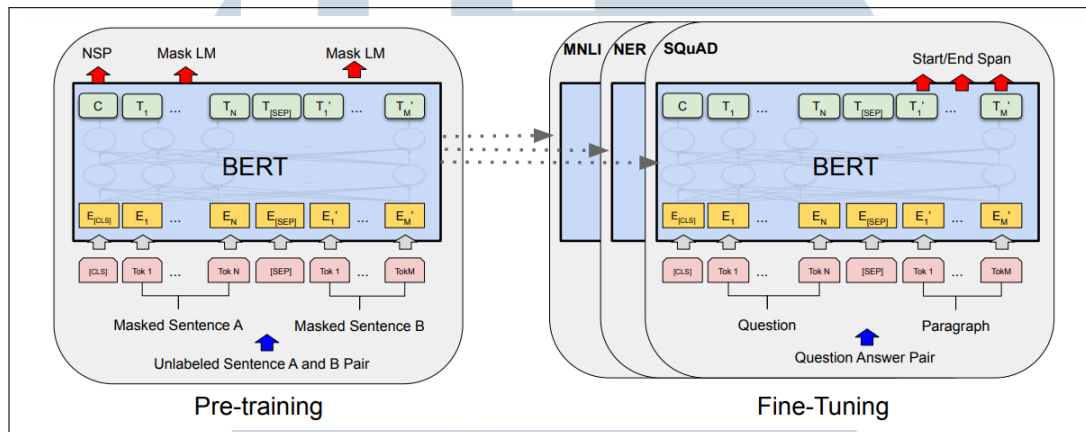 NSP Mask LM Mask LM
C T1 ... TN T[SEP] T1' ... TM'
BERT
E[CLS] E1 ... EN E[SEP] E1' ... EM'
[CLS] Tok 1 ... Tok N [SEP] Tok 1 ... TokM
Masked Sentence A Masked Sentence B
Unlabeled Sentence A and B Pair
Pre-training
MNLI NER SQuAD
Start/End Span
C T1 ... TN T[SEP] T1' ... TM'
BERT
E[CLS] E1 ... EN E[SEP] E1' ... EM'
[CLS] Tok 1 ... Tok N [SEP] Tok 1 ... TokM
Question Paragraph
Question Answer Pair
Fine-Tuning